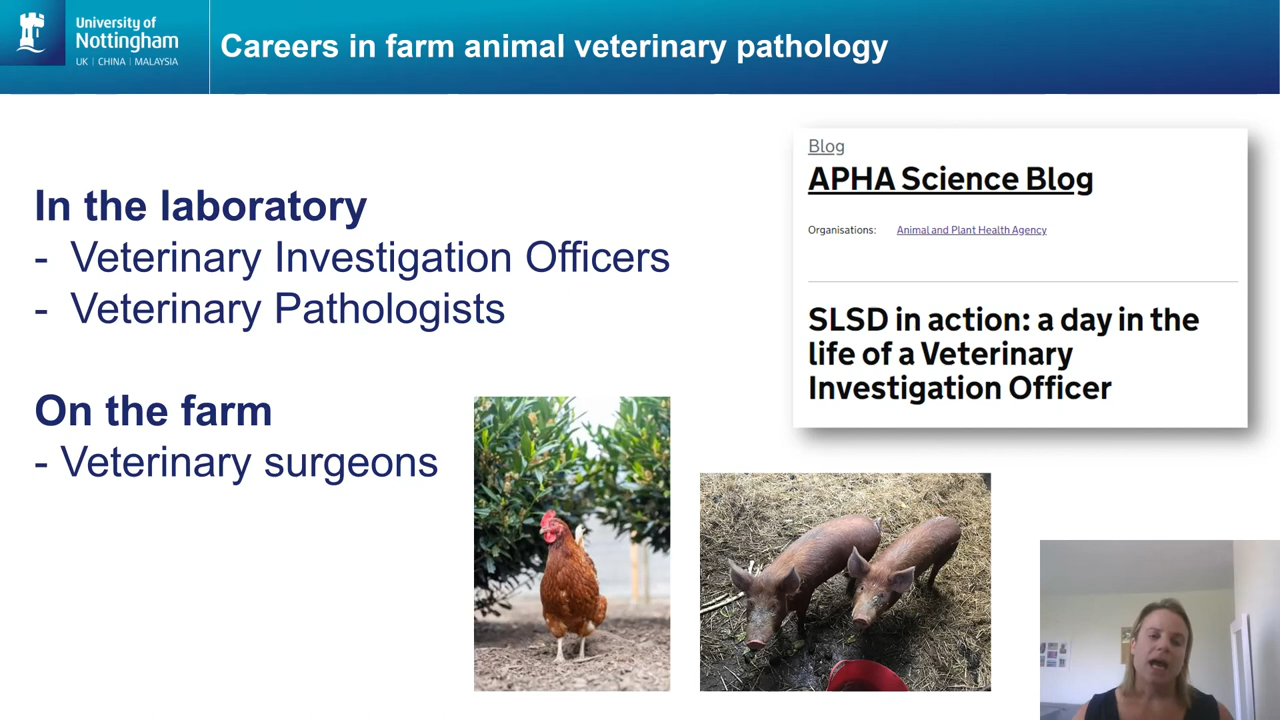 University of
Nottingham
UK | CHINA | MALAYSIA
Careers in farm animal veterinary pathology
In the laboratory
- Veterinary Investigation Officers
- Veterinary Pathologists
On the farm
- Veterinary surgeons
Blog
APHA Science Blog
Organisations: Animal and Plant Health Agency
SLSD in action: a day in the
life of a Veterinary
Investigation Officer